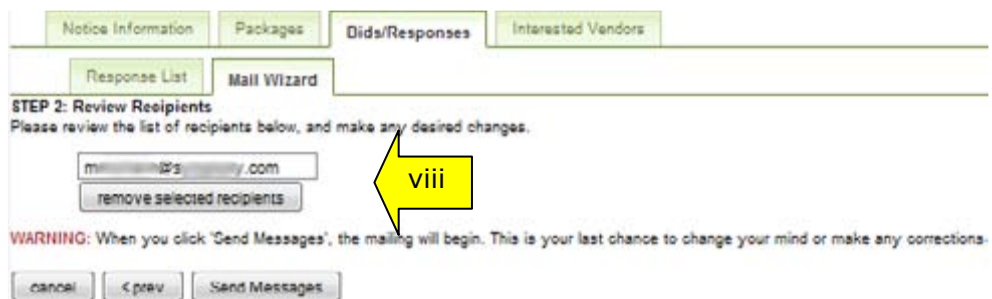 Notice Information Packages Bids/Responses Interested Vendors
Response List Mail Wizard
STEP 2: Review Recipients
Please review the list of recipients below, and make any desired changes.
.com
viii
remove selected recipients
WARNING: When you click 'Send Messages', the mailing will begin. This is your last chance to change your mind or make any corrections-
cancel < prev Send Messages